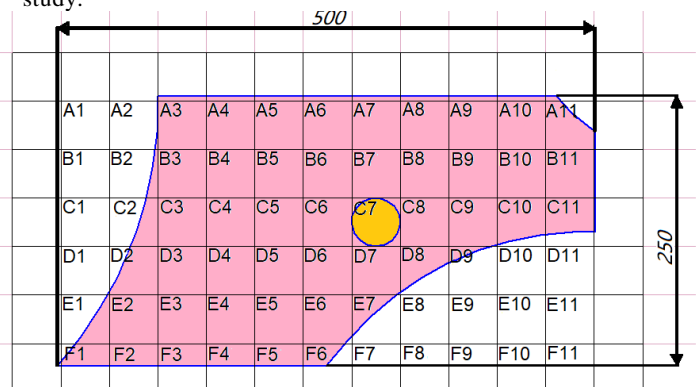 study.
500
A1 A2 A3 A4 A5 A6 A7 A8 A9 A10 A11
B1 B2 B3 B4 B5 B6 B7 B8 B9 B10 B11
C1 C2 C3 C4 C5 C6 C7 C8 C9 C10 C11
D1 D2 D3 D4 D5 D6 D7 D8 D9 D10 D11
250
E1 E2 E3 E4 E5 E6 E7 E8 E9 E10 E11
F1 F2 F3 F4 F5 F6 F7 F8 F9 F10 F11